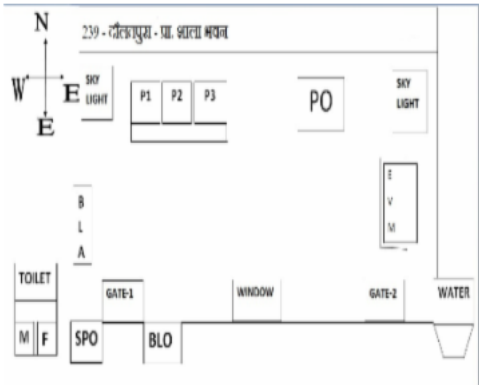 N
239 - दौलतपुरा - प्रा. शाला भवन
W E
E
SKY
LIGHT
P1 P2 P3
PO
SKY
LIGHT
E
V
M
B
L
A
TOILET
M F
GATE-1
WINDOW
GATE-2
WATER
SPO
BLO